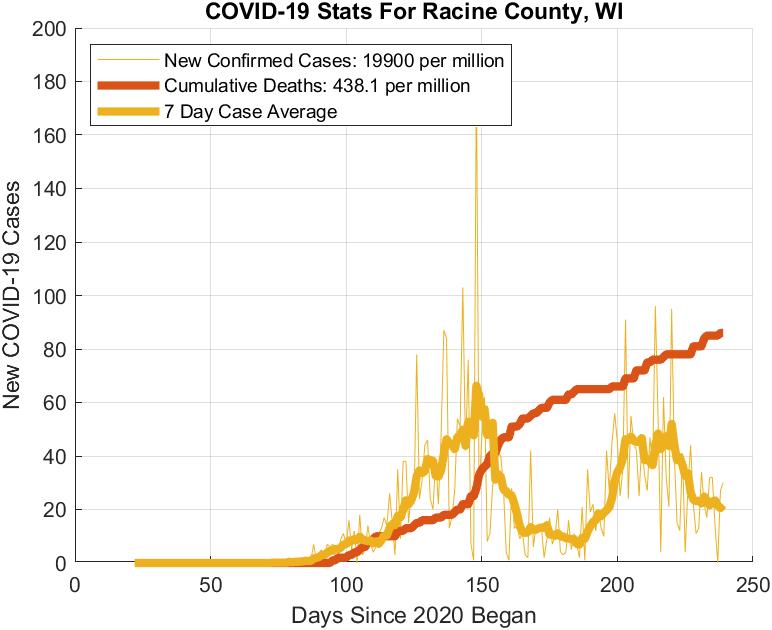 COVID-19 Stats For Racine County, WI
New Confirmed Cases: 19900 per million
Cumulative Deaths: 438.1 per million
7 Day Case Average
New COVID-19 Cases
200
180
160
140
120
100
80
60
40
20
0
0 50 100 150 200 250
Days Since 2020 Began